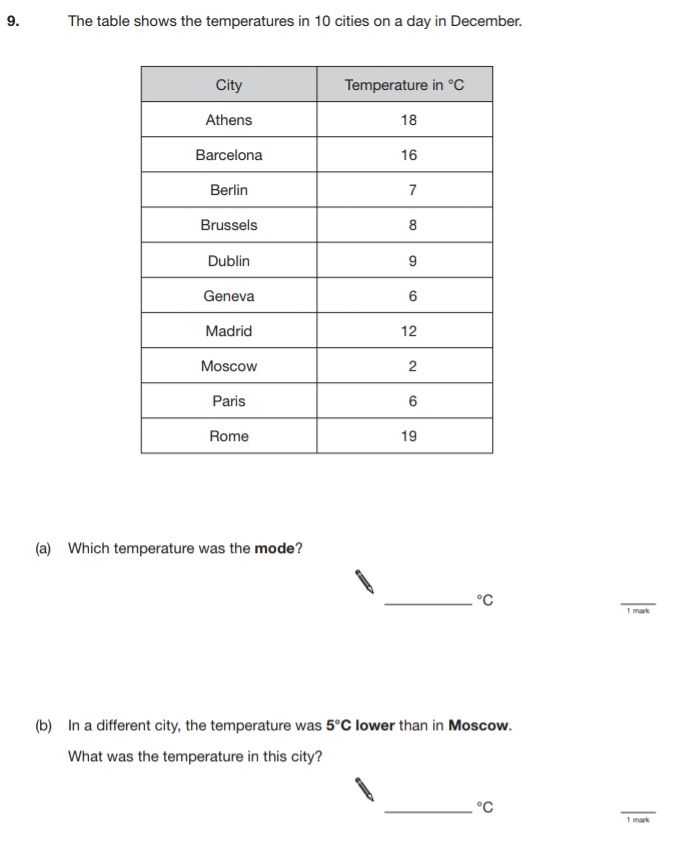 9. The table shows the temperatures in 10 cities on a day in December.
City Temperature in °C
Athens 18
Barcelona 16
Berlin 7
Brussels 8
Dublin 9
Geneva 6
Madrid 12
Moscow 2
Paris 6
Rome 19
(a) Which temperature was the mode?
°C
1 mark
(b) In a different city, the temperature was 5°C lower than in Moscow.
What was the temperature in this city?
°C
1 mark